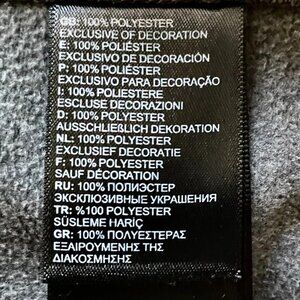 GB: 100% POLYESTER
EXCLUSIVE OF DECORATION
E: 100% POLIÉSTER
EXCLUSIVO DE DECORACIÓN
P: 100% POLIESTER
EXCLUSIVO PARA DECORAÇÃO
I: 100% POLIESTERE
ESCLUSE DECORAZIONI
D: 100% POLYESTER
AUSSCHLIEßLICH DEKORATION
NL: 100% POLYESTER
EXCLUSIEF DECORATIE
F: 100% POLYESTER
SAUF DÉCORATION
RU: 100% ПОЛИЭСТЕР
ЭКСКЛЮЗИВНЫЕ УКРАШЕНИЯ
TR: %100 POLYESTER
SÜSLEME HARİÇ
GR: 100% ΠΟΛΥΕΣΤΕΡΑΣ
ΕΞΑΙΡΟΥΜΕΝΗΣ ΤΗΣ
ΔΙΑΚΟΣΜΗΣΗΣ